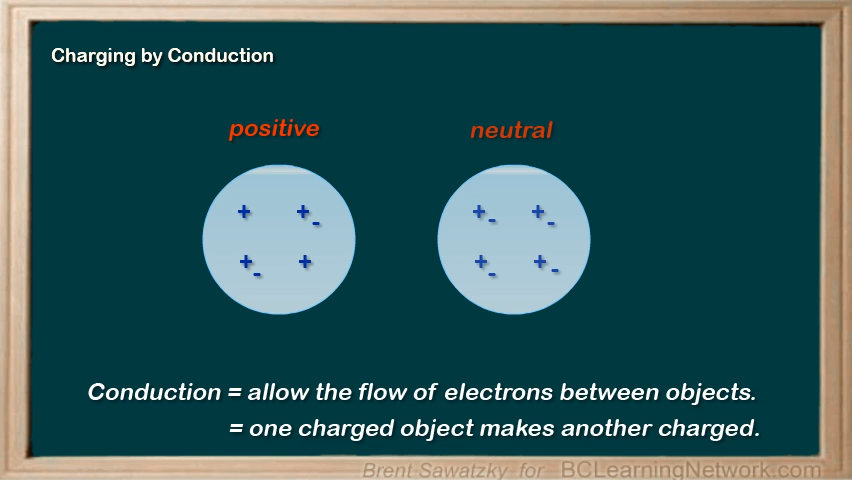 Charging by Conduction
positive neutral
+ + - + - + -
+ - + + - + -
Conduction = allow the flow of electrons between objects.
= one charged object makes another charged.
Brent Sawatzky for BCLearningNetwork.com